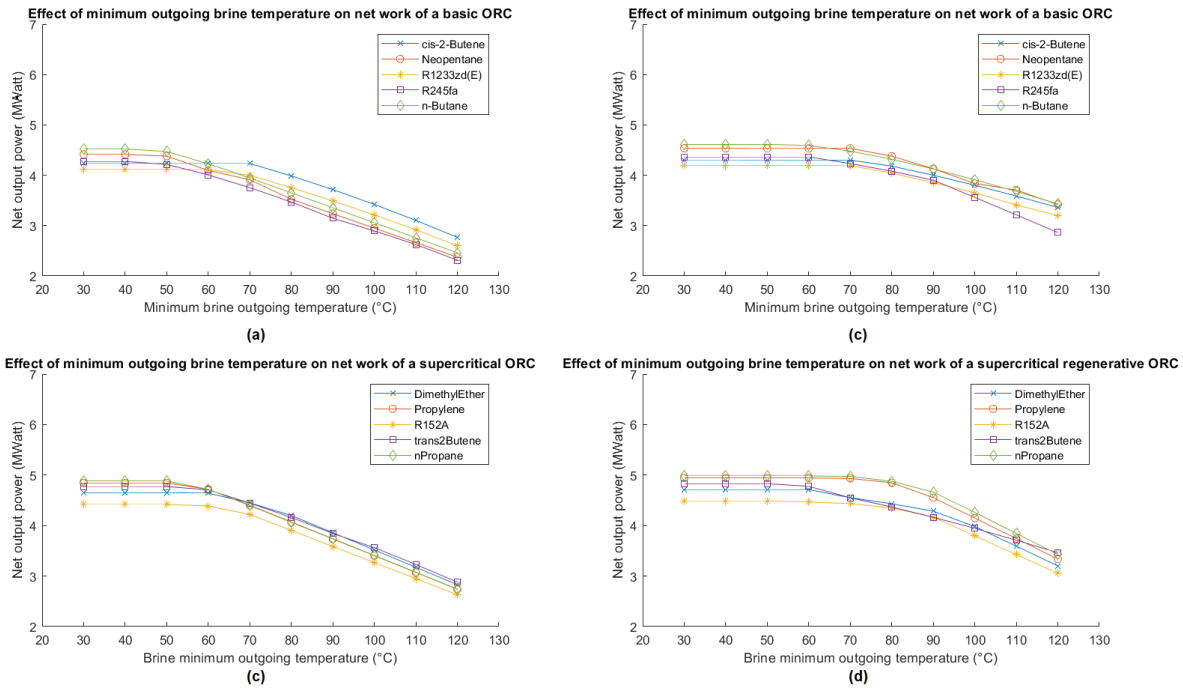 Effect of minimum outgoing brine temperature on net work of a basic ORC
7
6
5
4
3
2
Net output power (MWatt)
cis-2-Butene
Neopentane
R1233zd(E)
R245fa
n-Butane
20 30 40 50 60 70 80 90 100 110 120 130
Minimum brine outgoing temperature (°C)
(a)
Effect of minimum outgoing brine temperature on net work of a basic ORC
7
6
5
4
3
2
Net output power (MWatt)
cis-2-Butene
Neopentane
R1233zd(E)
R245fa
n-Butane
20 30 40 50 60 70 80 90 100 110 120 130
Minimum brine outgoing temperature (°C)
(c)
Effect of minimum outgoing brine temperature on net work of a supercritical ORC
7
6
5
4
3
2
Net output power (MWatt)
DimethylEther
Propylene
R152A
trans2Butene
nPropane
20 30 40 50 60 70 80 90 100 110 120 130
Brine minimum outgoing temperature (°C)
(c)
Effect of minimum outgoing brine temperature on net work of a supercritical regenerative ORC
7
6
5
4
3
2
Net output power (MWatt)
DimethylEther
Propylene
R152A
trans2Butene
nPropane
20 30 40 50 60 70 80 90 100 110 120 130
Brine minimum outgoing temperature (°C)
(d)